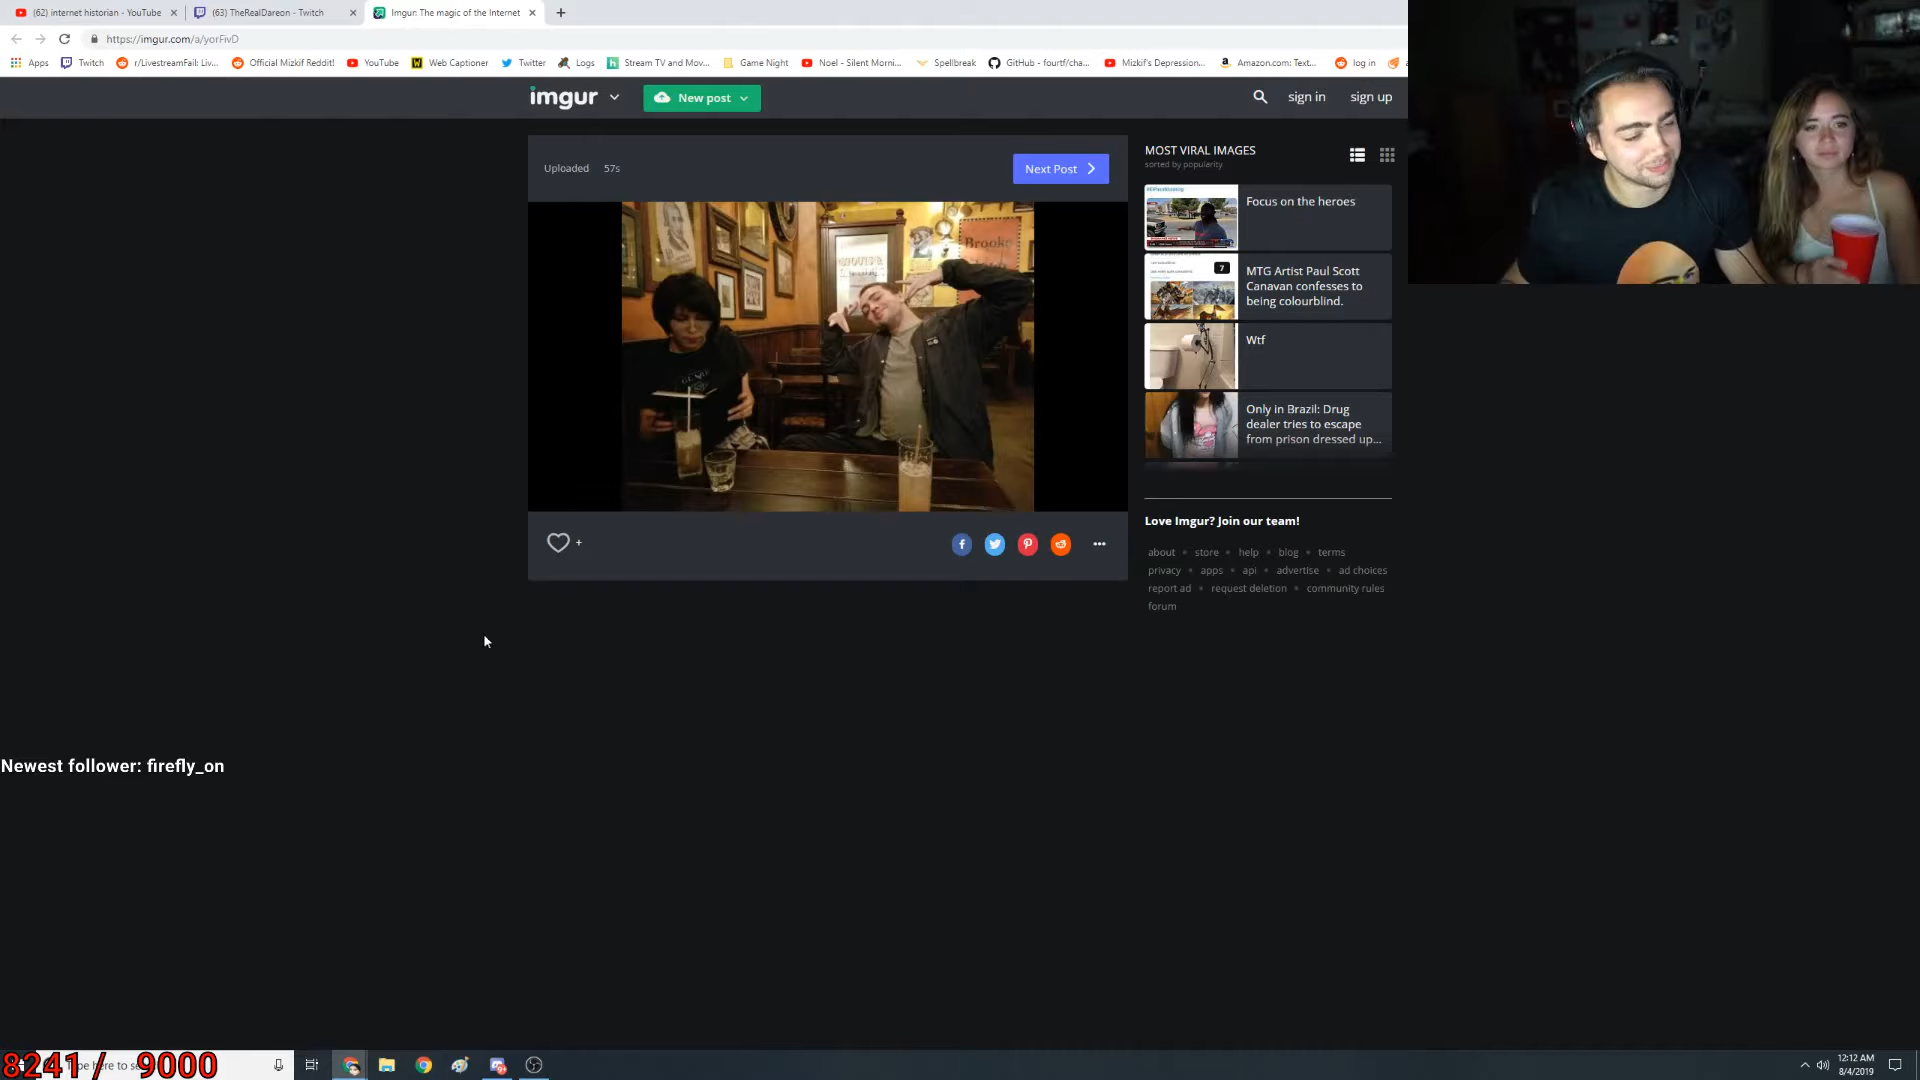 (62) internet historian - YouTube
(63) TheRealDareon - Twitch
Imgur: The magic of the Internet
https://imgur.com/a/yorFivD
Apps
Twitch
r/LivestreamFail: Liv...
Official Mizkif Reddit!
YouTube
Web Captioner
Twitter
Logs
Stream TV and Mov...
Game Night
Noel - Silent Morni...
Spellbreak
GitHub - fourtf/cha...
Mizkif's Depression...
Amazon.com: Text...
log in
imgur
New post
sign in
sign up
Uploaded 57s
Next Post
Brooke
MOST VIRAL IMAGES
sorted by popularity
Focus on the heroes
7
MTG Artist Paul Scott
Canavan confesses to
being colourblind.
Wtf
Only in Brazil: Drug
dealer tries to escape
from prison dressed up...
Love Imgur? Join our team!
about • store • help • blog • terms
privacy • apps • api • advertise • ad choices
report ad • request deletion • community rules
forum
Newest follower: firefly_on
8241 / 9000
12:12 AM
8/4/2019